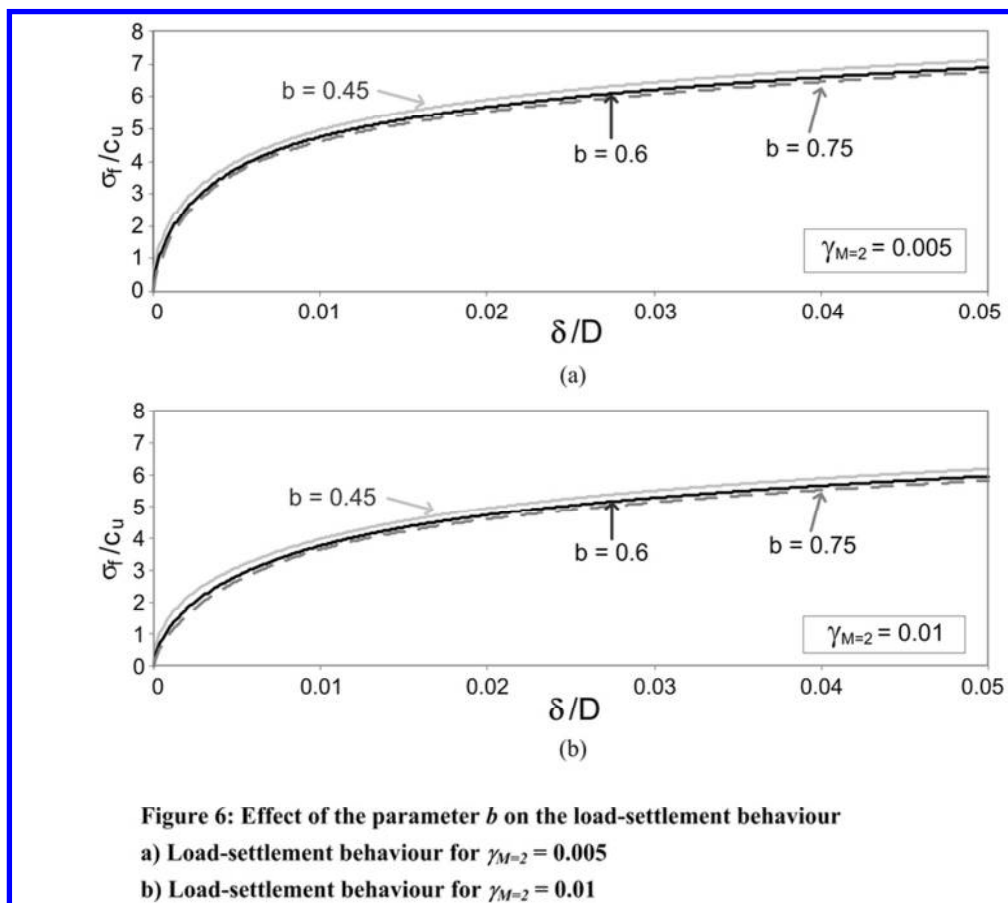 8
7
6
5
4
3
2
1
0
σf/cu
b = 0.45
b = 0.6
b = 0.75
γM=2 = 0.005
0 0.01 0.02 0.03 0.04 0.05
δ/D
(a)
8
7
6
5
4
3
2
1
0
σf/cu
b = 0.45
b = 0.6
b = 0.75
γM=2 = 0.01
0 0.01 0.02 0.03 0.04 0.05
δ/D
(b)
Figure 6: Effect of the parameter b on the load-settlement behaviour
a) Load-settlement behaviour for γM=2 = 0.005
b) Load-settlement behaviour for γM=2 = 0.01